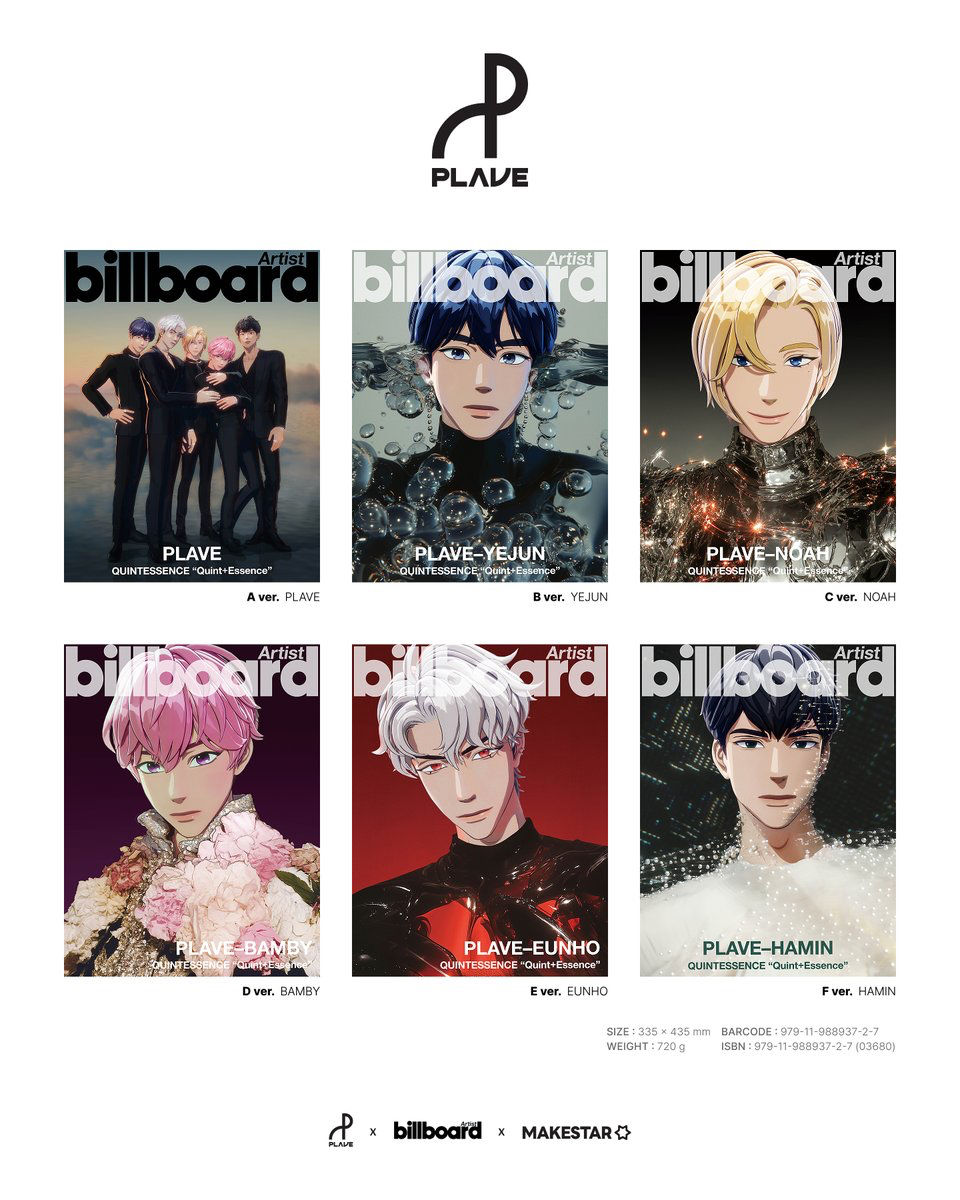 PLAVE
billboard
Artist
PLAVE
QUINTESSENCE “Quint+Essence”
A ver. PLAVE
billboard
Artist
PLAVE–YEJUN
QUINTESSENCE “Quint+Essence”
B ver. YEJUN
billboard
Artist
PLAVE–NOAH
QUINTESSENCE “Quint+Essence”
C ver. NOAH
billboard
Artist
PLAVE–BAMBY
QUINTESSENCE “Quint+Essence”
D ver. BAMBY
billboard
Artist
PLAVE–EUNHO
QUINTESSENCE “Quint+Essence”
E ver. EUNHO
billboard
Artist
PLAVE–HAMIN
QUINTESSENCE “Quint+Essence”
F ver. HAMIN
SIZE : 335 × 435 mm BARCODE : 979-11-988937-2-7
WEIGHT : 720 g ISBN : 979-11-988937-2-7 (03680)
PLAVE x billboard Artist x MAKESTAR